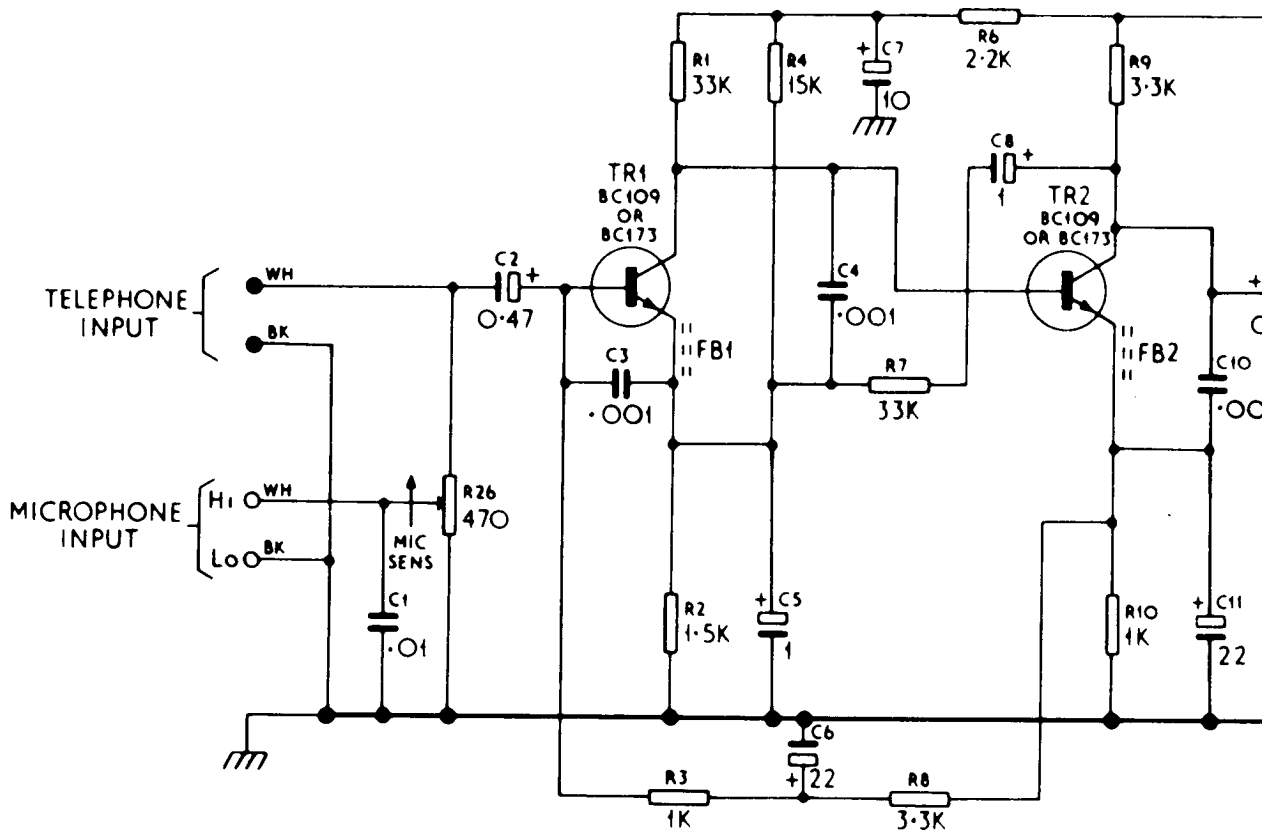 R1
33K
R4
15K
+ C7
10
R6
2·2K
R9
3·3K
TR1
BC109
OR
BC173
C8
+
1
TR2
BC109
OR BC173
TELEPHONE
INPUT
WH
BK
C2
+
0·47
C4
·001
FB1
C3
·001
R7
33K
FB2
+
C10
·00
MICROPHONE
INPUT
HI
WH
LO
BK
MIC
SENS
R26
470
C1
·01
R2
1·5K
+ C5
1
R10
1K
+ C11
22
C6
+ 22
R3
1K
R8
3·3K